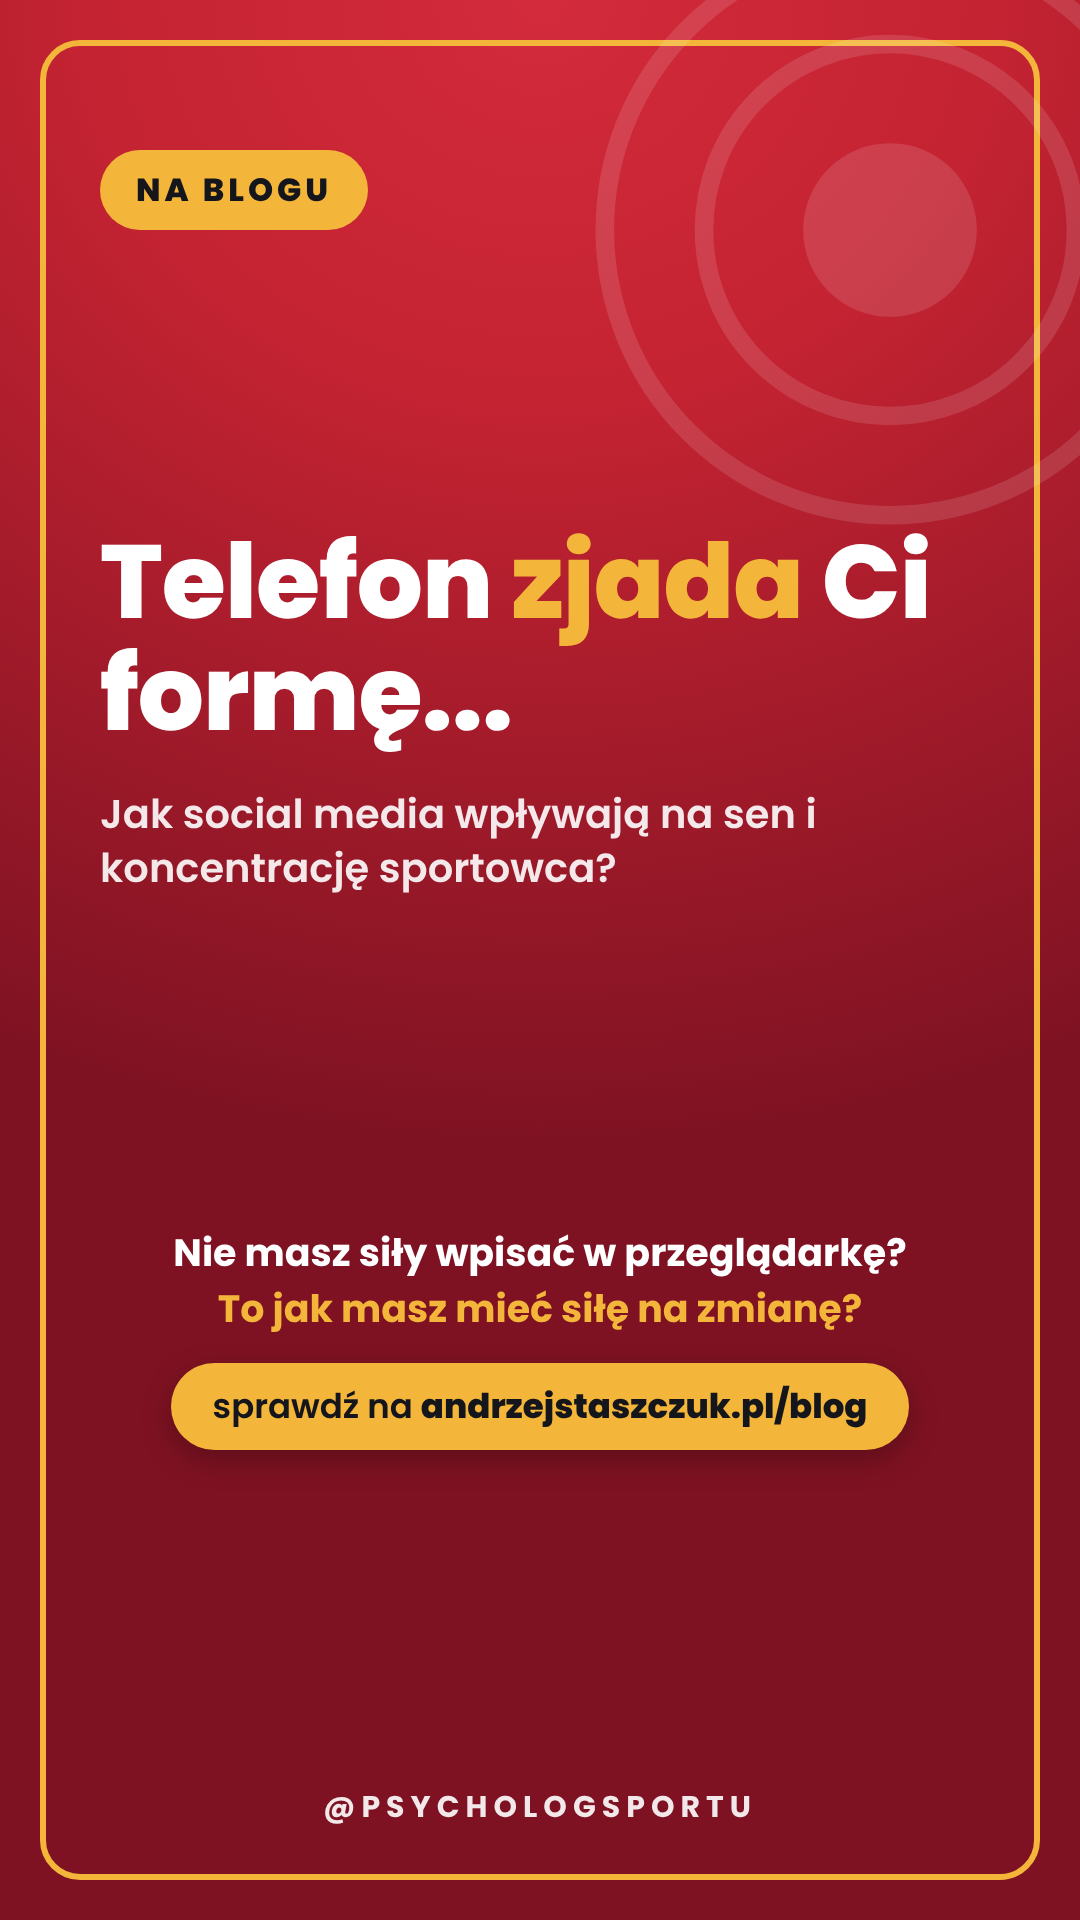 NA BLOGU
Telefon zjada Ci
formę...
Jak social media wpływają na sen i
koncentrację sportowca?
Nie masz siły wpisać w przeglądarkę?
To jak masz mieć siłę na zmianę?
sprawdź na andrzejstaszczuk.pl/blog
@PSYCHOLOGSPORTU